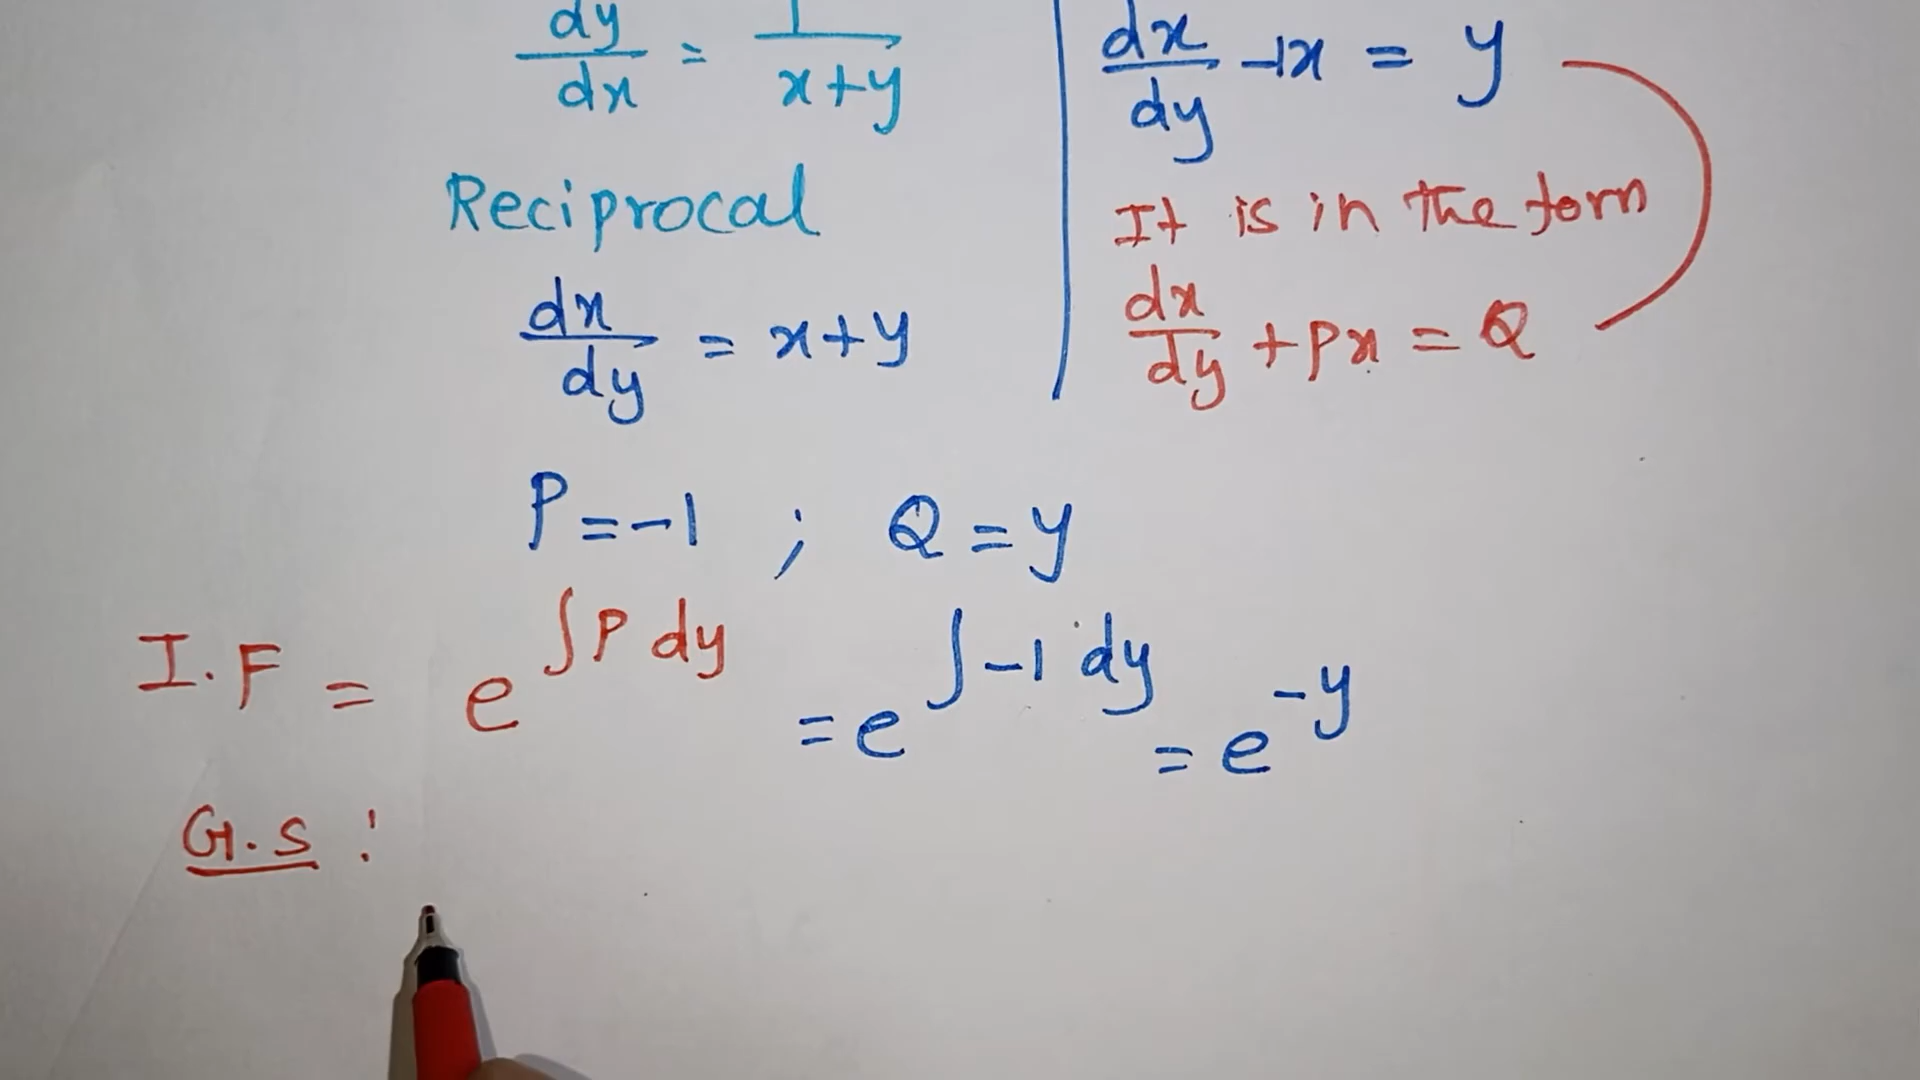 dy/dx = 1/x+y
Reciprocal
dx/dy = x+y
dx/dy -1x = y
It is in the form
dx/dy + Px = Q
P = -1 ; Q = y
I.F = e^∫P dy = e^∫-1 dy = e^-y
G.S :